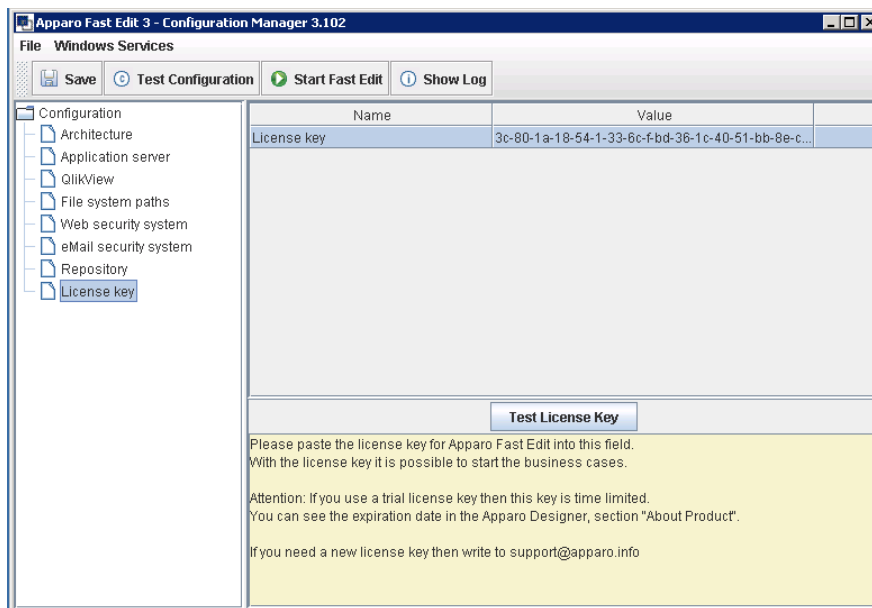 Apparo Fast Edit 3 - Configuration Manager 3.102
File Windows Services
Save Test Configuration Start Fast Edit Show Log
Configuration
Architecture
Application server
QlikView
File system paths
Web security system
eMail security system
Repository
License key
Name Value
License key 3c-80-1a-18-54-1-33-6c-f-bd-36-1c-40-51-bb-8e-c...
Test License Key
Please paste the license key for Apparo Fast Edit into this field.
With the license key it is possible to start the business cases.
Attention: If you use a trial license key then this key is time limited.
You can see the expiration date in the Apparo Designer, section "About Product".
If you need a new license key then write to support@apparo.info